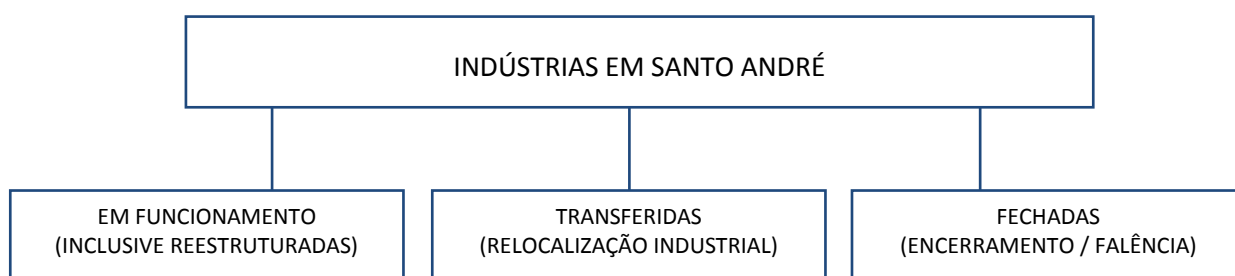 INDÚSTRIAS EM SANTO ANDRÉ
EM FUNCIONAMENTO
(INCLUSIVE REESTRUTURADAS)
TRANSFERIDAS
(RELOCALIZAÇÃO INDUSTRIAL)
FECHADAS
(ENCERRAMENTO / FALÊNCIA)